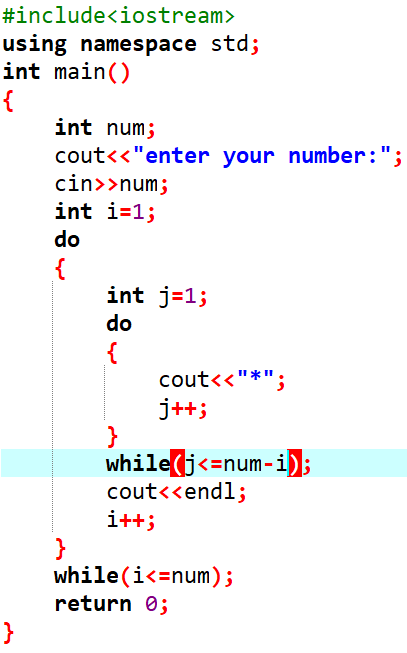 #include<iostream>
using namespace std;
int main()
{
    int num;
    cout<<"enter your number:";
    cin>>num;
    int i=1;
    do
    {
        int j=1;
        do
        {
            cout<<"*";
            j++;
        }
        while(j<=num-i);
        cout<<endl;
        i++;
    }
    while(i<=num);
    return 0;
}